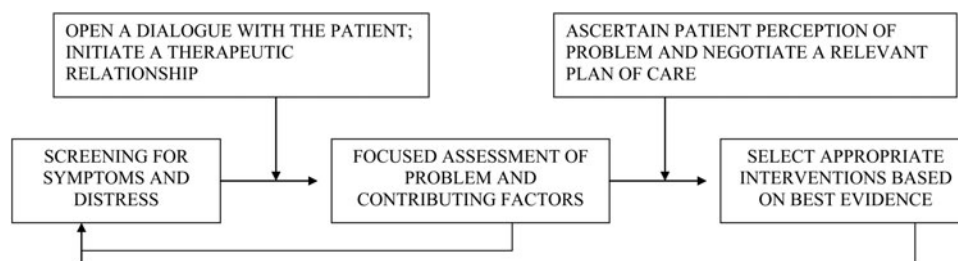 OPEN A DIALOGUE WITH THE PATIENT;
INITIATE A THERAPEUTIC
RELATIONSHIP
ASCERTAIN PATIENT PERCEPTION OF
PROBLEM AND NEGOTIATE A RELEVANT
PLAN OF CARE
SCREENING FOR
SYMPTOMS AND
DISTRESS
FOCUSED ASSESSMENT OF
PROBLEM AND
CONTRIBUTING FACTORS
SELECT APPROPRIATE
INTERVENTIONS BASED
ON BEST EVIDENCE